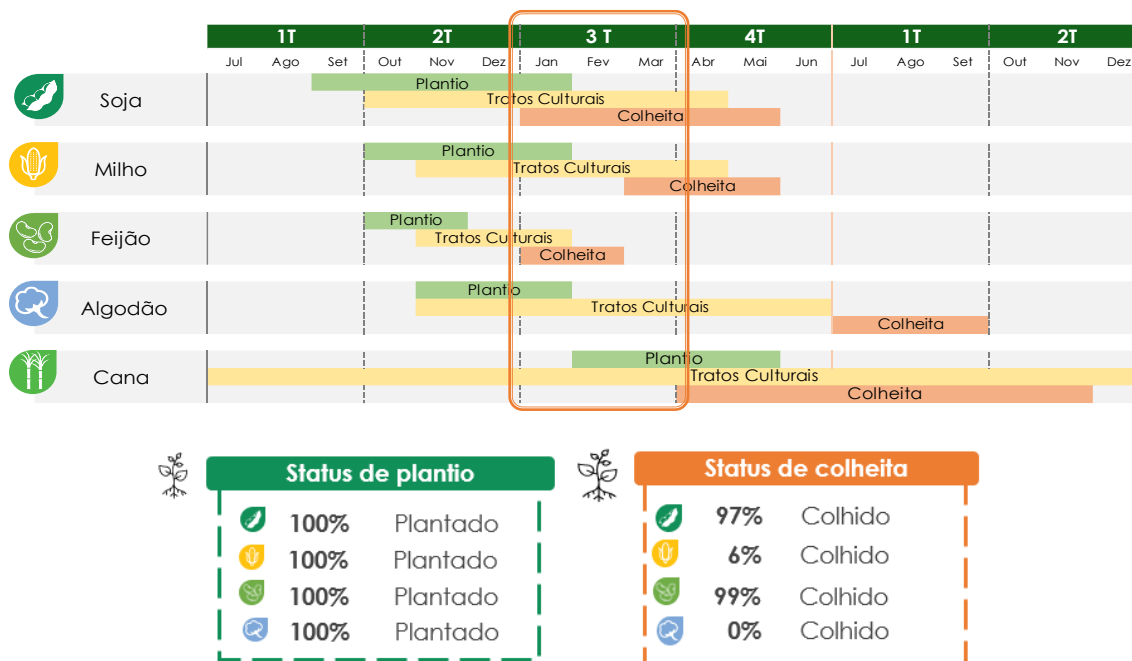 1T 2T 3 T 4T 1T 2T
Jul Ago Set Out Nov Dez Jan Fev Mar Abr Mai Jun Jul Ago Set Out Nov Dez
Soja
Plantio
Tratos Culturais
Colheita
Milho
Plantio
Tratos Culturais
Colheita
Feijão
Plantio
Tratos Culturais
Colheita
Algodão
Plantio
Tratos Culturais
Colheita
Cana
Plantio
Tratos Culturais
Colheita
Status de plantio
100% Plantado
100% Plantado
100% Plantado
100% Plantado
Status de colheita
97% Colhido
6% Colhido
99% Colhido
0% Colhido